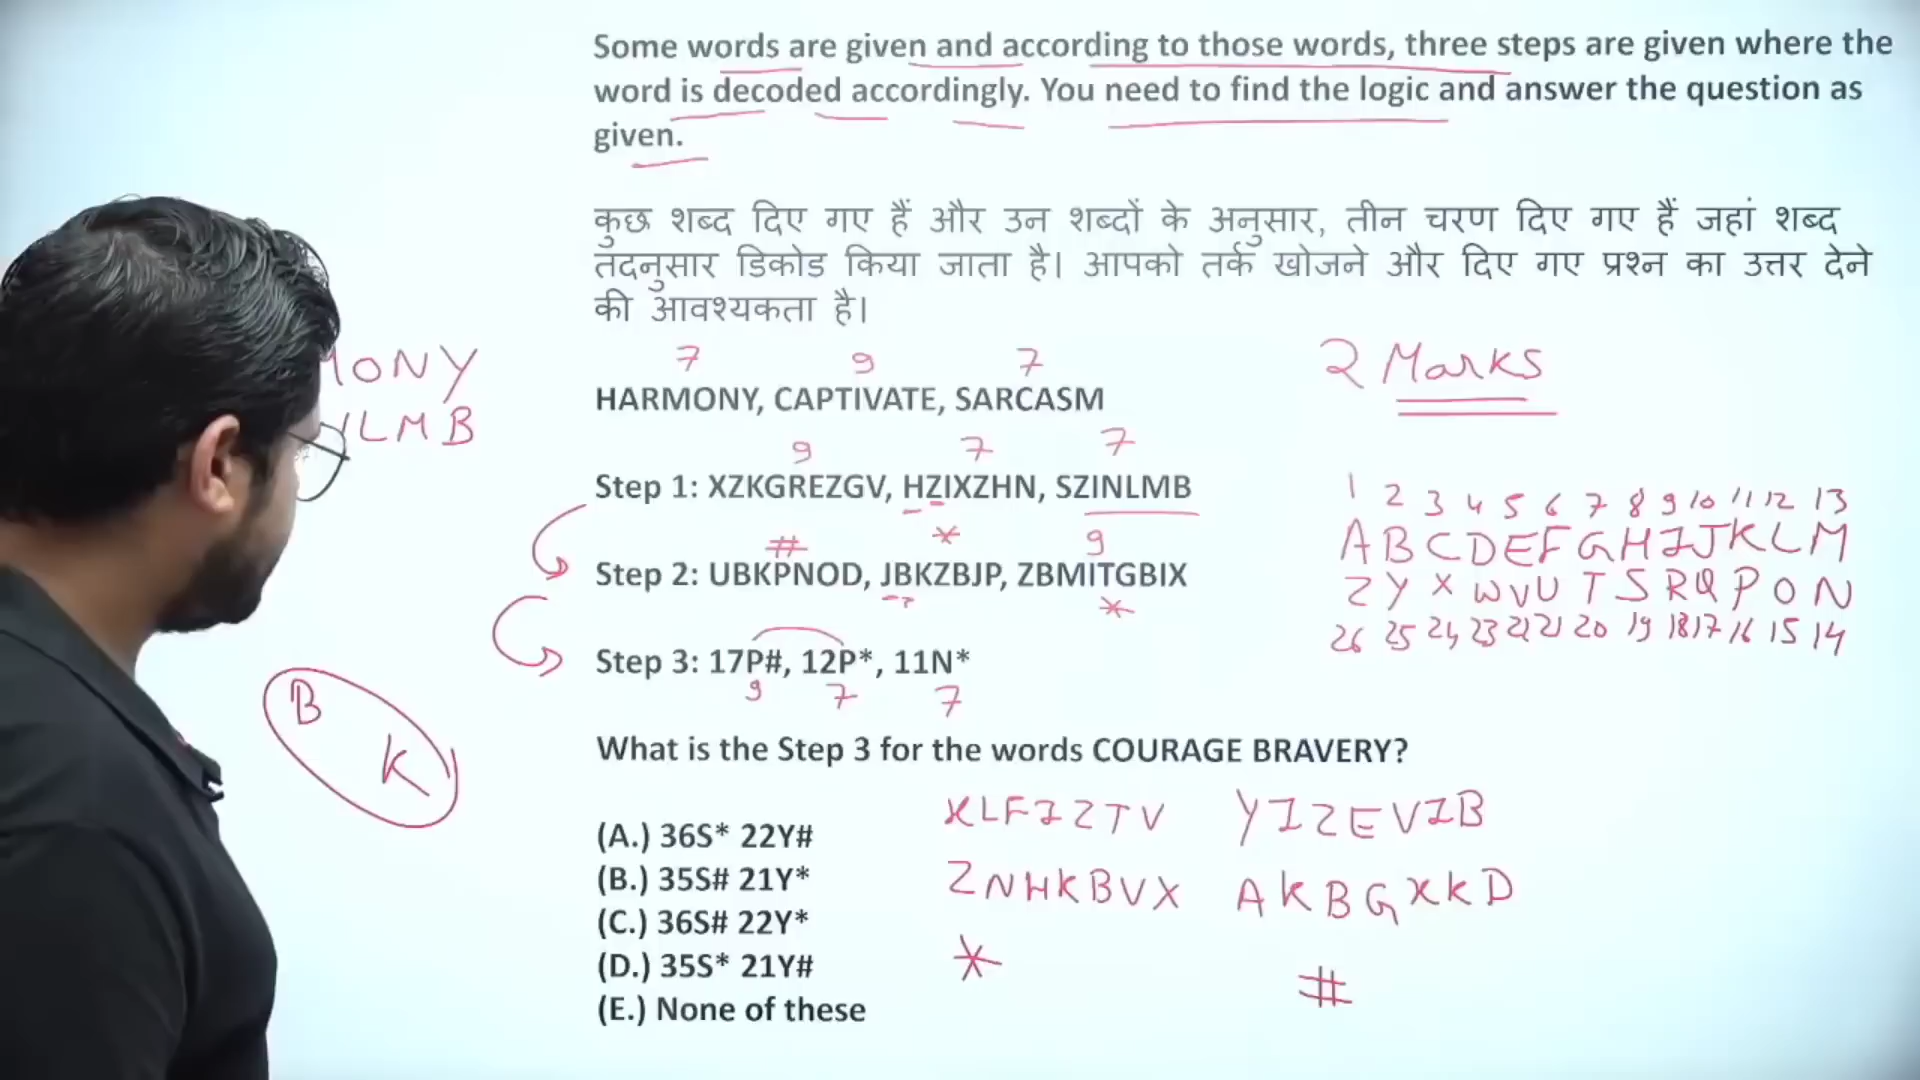 Some words are given and according to those words, three steps are given where the
word is decoded accordingly. You need to find the logic and answer the question as
given.
कुछ शब्द दिए गए हैं और उन शब्दों के अनुसार, तीन चरण दिए गए हैं जहां शब्द
तदनुसार डिकोड किया जाता है। आपको तर्क खोजने और दिए गए प्रश्न का उत्तर देने
की आवश्यकता है।
MONY
LMB
7 9 7
HARMONY, CAPTIVATE, SARCASM
2 Marks
9 7 7
Step 1: XZKGREZGV, HZIXZHN, SZINLMB
# * 9
Step 2: UBKPNOD, JBKZBJP, ZBMITGBIX
*
Step 3: 17P#, 12P*, 11N*
9 7 7
1 2 3 4 5 6 7 8 9 10 11 12 13
A B C D E F G H I J K L M
Z Y X W V U T S R Q P O N
26 25 24 23 22 21 20 19 18 17 16 15 14
B
K
What is the Step 3 for the words COURAGE BRAVERY?
XLFIZTV YIZEVIB
(A.) 36S* 22Y#
(B.) 35S# 21Y*
ZNHKBVX AKBGXKD
(C.) 36S# 22Y*
(D.) 35S* 21Y#
* #
(E.) None of these